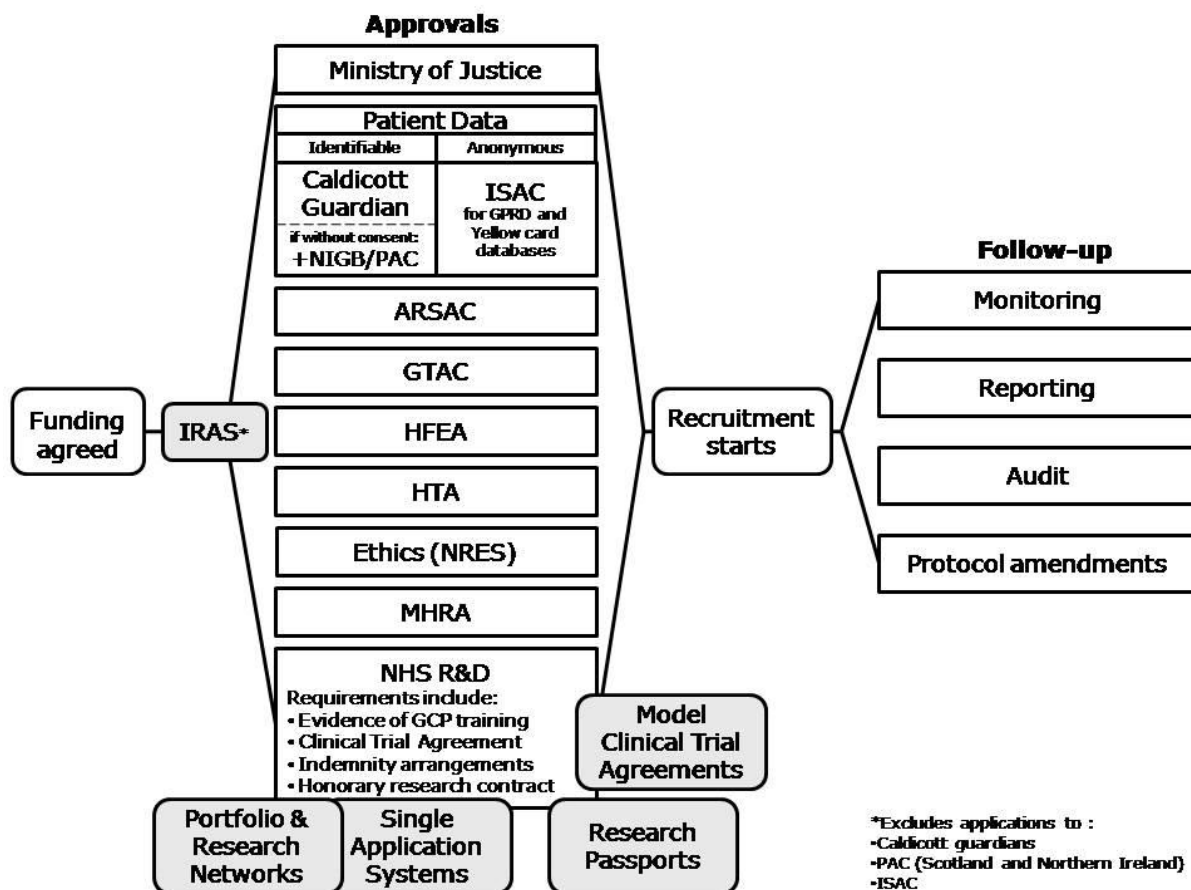 Approvals
Ministry of Justice
Patient Data
Identifiable
Anonymous
Caldicott
Guardian
if without consent:
+NIGB/PAC
ISAC
for GPRD and
Yellow card
databases
ARSAC
GTAC
HFEA
HTA
Ethics (NRES)
MHRA
NHS R&D
Requirements include:
• Evidence of GCP training
• Clinical Trial Agreement
• Indemnity arrangements
• Honorary research contract
Funding
agreed
IRAS*
Portfolio &
Research
Networks
Single
Application
Systems
Research
Passports
Model
Clinical Trial
Agreements
Recruitment
starts
Follow-up
Monitoring
Reporting
Audit
Protocol amendments
*Excludes applications to :
•Caldicott guardians
•PAC (Scotland and Northern Ireland)
•ISAC